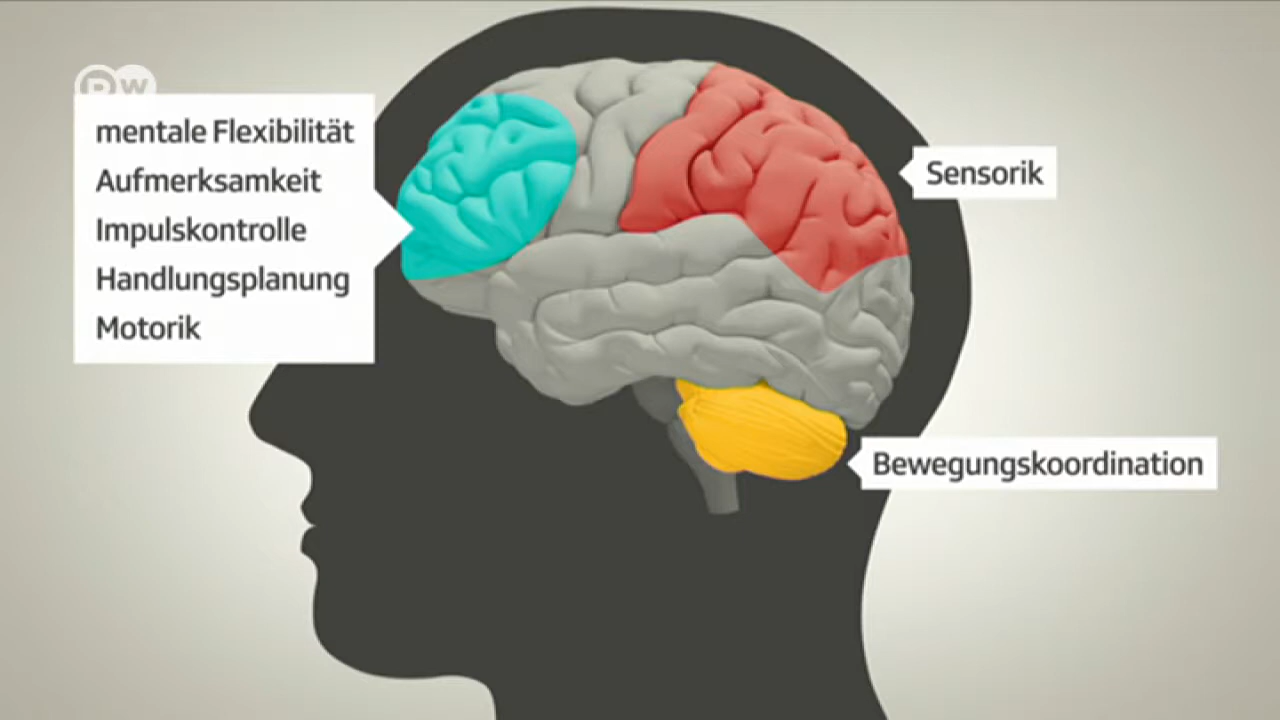 DW
mentale Flexibilität
Aufmerksamkeit
Impulskontrolle
Handlungsplanung
Motorik
Sensorik
Bewegungskoordination